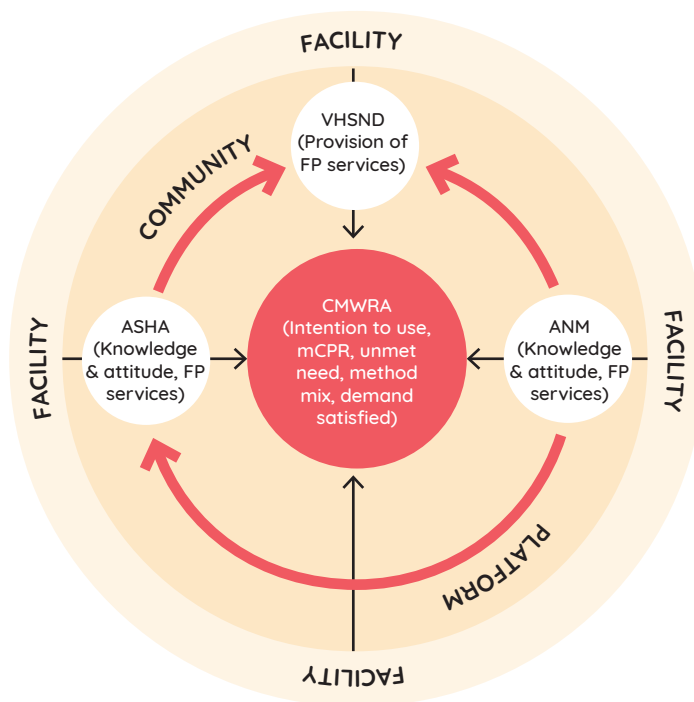 FACILITY
VHSND
(Provision of
FP services)
COMMUNITY
FACILITY
ASHA
(Knowledge
& attitude, FP
services)
CMWRA
(Intention to use,
mCPR, unmet
need, method
mix, demand
satisfied)
ANM
(Knowledge
& attitude, FP
services)
FACILITY
PLATFORM
FACILITY